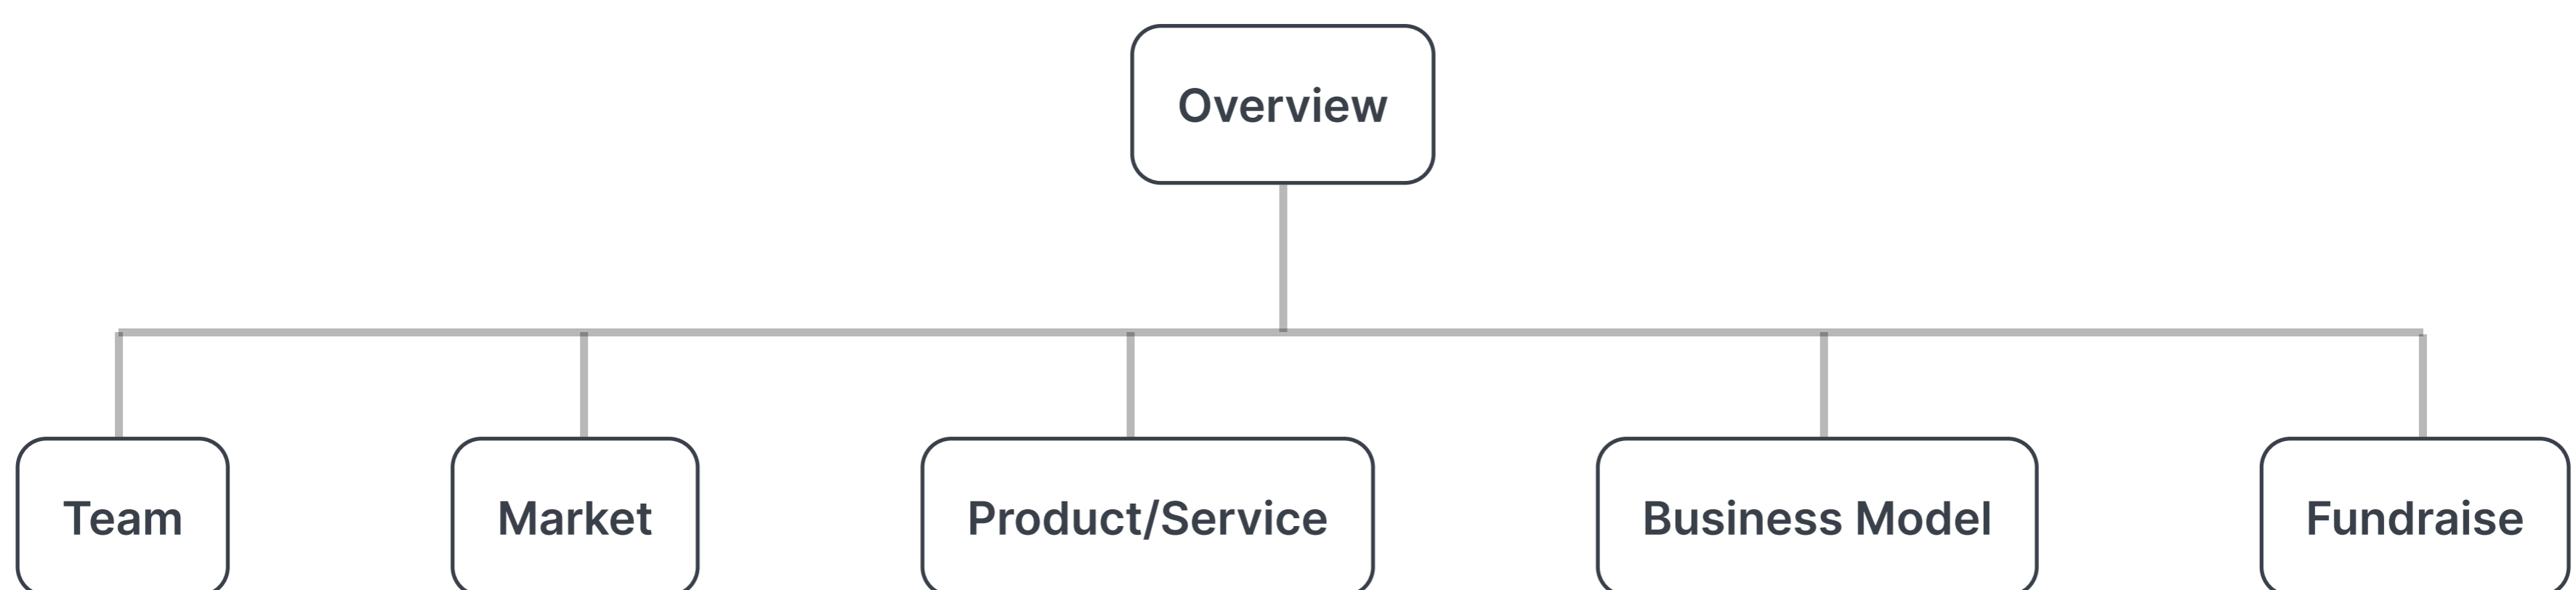 Overview
Team
Market
Product/Service
Business Model
Fundraise